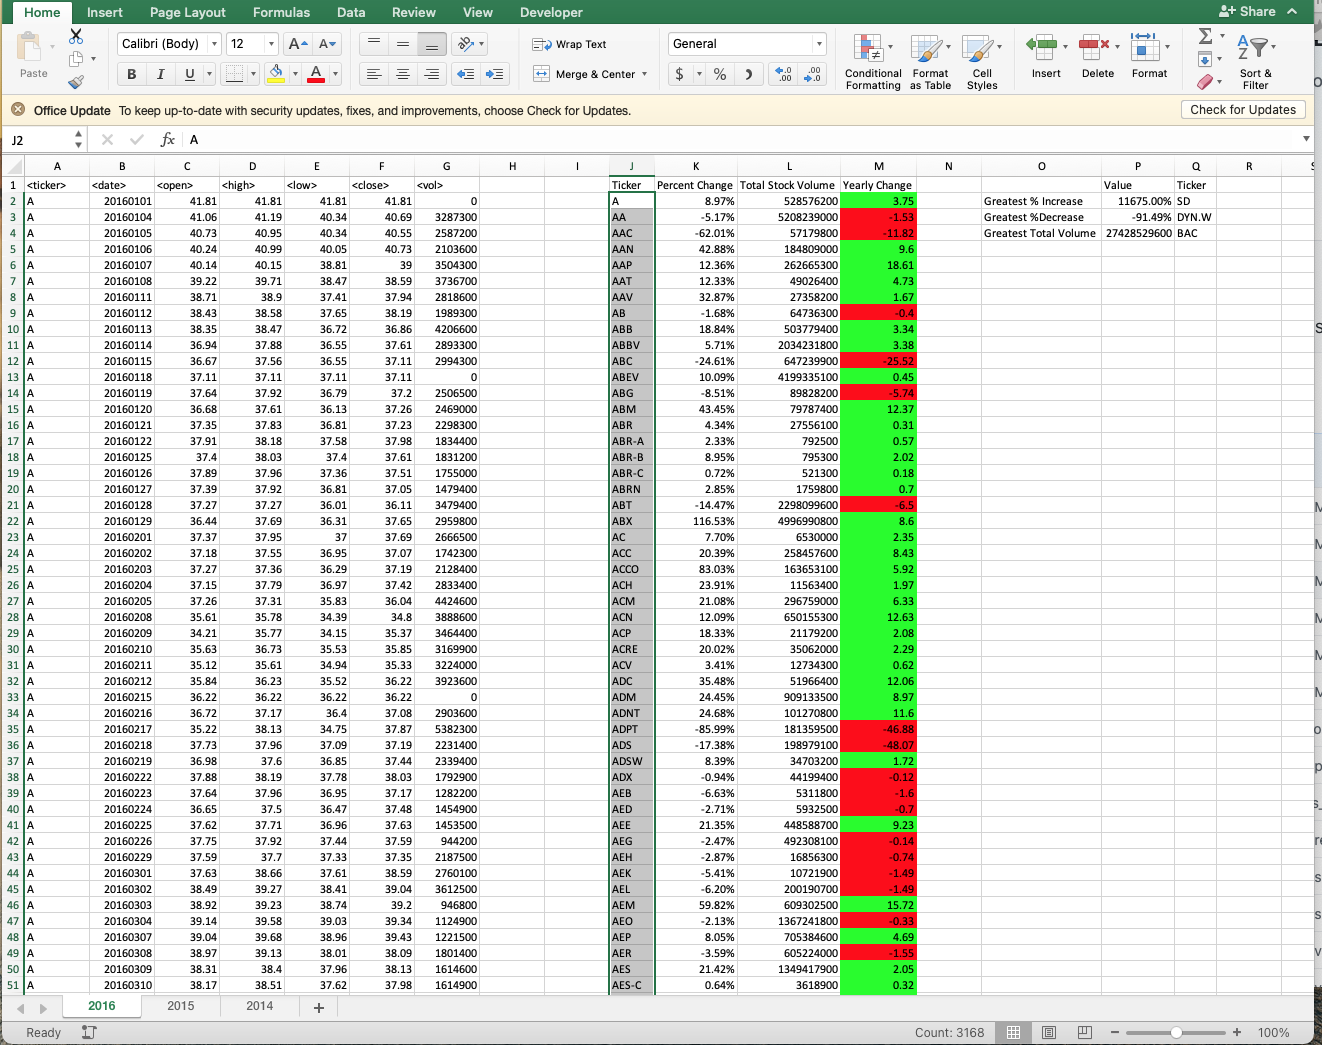 Home Insert Page Layout Formulas Data Review View Developer Share
Paste Calibri (Body) 12 A A Wrap Text General Conditional Formatting Format as Table Cell Styles Insert Delete Format Sort & Filter
B I U A Merge & Center $ %
Office Update To keep up-to-date with security updates, fixes, and improvements, choose Check for Updates. Check for Updates
J2 fx A
A B C D E F G H I J K L M N O P Q R S
1 <ticker> <date> <open> <high> <low> <close> <vol> Ticker Percent Change Total Stock Volume Yearly Change Value Ticker
2 A 20160101 41.81 41.81 41.81 41.81 0 A 8.97% 528576200 3.75 Greatest % Increase 11675.00% SD
3 A 20160104 41.06 41.19 40.34 40.69 3287300 AA -5.17% 5208239000 -1.53 Greatest %Decrease -91.49% DYN.W
4 A 20160105 40.73 40.95 40.34 40.55 2587200 AAC -62.01% 57179800 -11.82 Greatest Total Volume 27428529600 BAC
5 A 20160106 40.24 40.99 40.05 40.73 2103600 AAN 42.88% 184809000 9.6
6 A 20160107 40.14 40.15 38.81 39 3504300 AAP 12.36% 262665300 18.61
7 A 20160108 39.22 39.71 38.47 38.59 3736700 AAT 12.33% 49026400 4.73
8 A 20160111 38.71 38.9 37.41 37.94 2818600 AAV 32.87% 27358200 1.67
9 A 20160112 38.43 38.58 37.65 38.19 1989300 AB -1.68% 64736300 -0.4
10 A 20160113 38.35 38.47 36.72 36.86 4206600 ABB 18.84% 503779400 3.34
11 A 20160114 36.94 37.88 36.55 37.61 2893300 ABBV 5.71% 2034231800 3.38
12 A 20160115 36.67 37.56 36.55 37.11 2994300 ABC -24.61% 647239900 -25.52
13 A 20160118 37.11 37.11 37.11 37.11 0 ABEV 10.09% 4199335100 0.45
14 A 20160119 37.64 37.92 36.79 37.2 2506500 ABG -8.51% 89828200 -5.74
15 A 20160120 36.68 37.61 36.13 37.26 2469000 ABM 43.45% 79787400 12.37
16 A 20160121 37.35 37.83 36.81 37.23 2298300 ABR 4.34% 27556100 0.31
17 A 20160122 37.91 38.18 37.58 37.98 1834400 ABR-A 2.33% 792500 0.57
18 A 20160125 37.4 38.03 37.4 37.61 1831200 ABR-B 8.95% 795300 2.02
19 A 20160126 37.89 37.96 37.36 37.51 1755000 ABR-C 0.72% 521300 0.18
20 A 20160127 37.39 37.92 36.81 37.05 1479400 ABRN 2.85% 1759800 0.7
21 A 20160128 37.27 37.27 36.01 36.11 3479400 ABT -14.47% 2298099600 -6.5
22 A 20160129 36.44 37.69 36.31 37.65 2959800 ABX 116.53% 4996990800 8.6
23 A 20160201 37.37 37.95 37 37.69 2666500 AC 7.70% 6530000 2.35
24 A 20160202 37.18 37.55 36.95 37.07 1742300 ACC 20.39% 258457600 8.43
25 A 20160203 37.27 37.36 36.29 37.19 2128400 ACCO 83.03% 163653100 5.92
26 A 20160204 37.15 37.79 36.97 37.42 2833400 ACH 23.91% 11563400 1.97
27 A 20160205 37.26 37.31 35.83 36.04 4424600 ACM 21.08% 296759000 6.33
28 A 20160208 35.61 35.78 34.39 34.8 3888600 ACN 12.09% 650155300 12.63
29 A 20160209 34.21 35.77 34.15 35.37 3464400 ACP 18.33% 21179200 2.08
30 A 20160210 35.63 36.73 35.53 35.85 3169900 ACRE 20.02% 35062000 2.29
31 A 20160211 35.12 35.61 34.94 35.33 3224000 ACV 3.41% 12734300 0.62
32 A 20160212 35.84 36.23 35.52 36.22 3923600 ADC 35.48% 51966400 12.06
33 A 20160215 36.22 36.22 36.22 36.22 0 ADM 24.45% 909133500 8.97
34 A 20160216 36.72 37.17 36.4 37.08 2903600 ADNT 24.68% 101270800 11.6
35 A 20160217 35.22 38.13 34.75 37.87 5382300 ADPT -85.99% 181359500 -46.88
36 A 20160218 37.73 37.96 37.09 37.19 2231400 ADS -17.38% 198979100 -48.07
37 A 20160219 36.98 37.6 36.85 37.44 2339400 ADSW 8.39% 34703200 1.72
38 A 20160222 37.88 38.19 37.78 38.03 1792900 ADX -0.94% 44199400 -0.12
39 A 20160223 37.64 37.96 36.95 37.17 1282200 AEB -6.63% 5311800 -1.6
40 A 20160224 36.65 37.5 36.47 37.48 1454900 AED -2.71% 5932500 -0.7
41 A 20160225 37.62 37.71 36.96 37.63 1453500 AEE 21.35% 448588700 9.23
42 A 20160226 37.75 37.92 37.44 37.59 944200 AEG -2.47% 492308100 -0.14
43 A 20160229 37.59 37.7 37.33 37.35 2187500 AEH -2.87% 16856300 -0.74
44 A 20160301 37.63 38.66 37.61 38.59 2760100 AEK -5.41% 10721900 -1.49
45 A 20160302 38.49 39.27 38.41 39.04 3612500 AEL -6.20% 200190700 -1.49
46 A 20160303 38.92 39.23 38.74 39.2 946800 AEM 59.82% 609302500 15.72
47 A 20160304 39.14 39.58 39.03 39.34 1124900 AEO -2.13% 1367241800 -0.33
48 A 20160307 39.04 39.68 38.96 39.43 1221500 AEP 8.05% 705384600 4.69
49 A 20160308 38.97 39.13 38.01 38.09 1801400 AER -3.59% 605224000 -1.55
50 A 20160309 38.31 38.4 37.96 38.13 1614600 AES 21.42% 1349417900 2.05
51 A 20160310 38.17 38.51 37.62 37.98 1614900 AES-C 0.64% 3618900 0.32
2016 2015 2014 +
Ready Count: 3168 100%